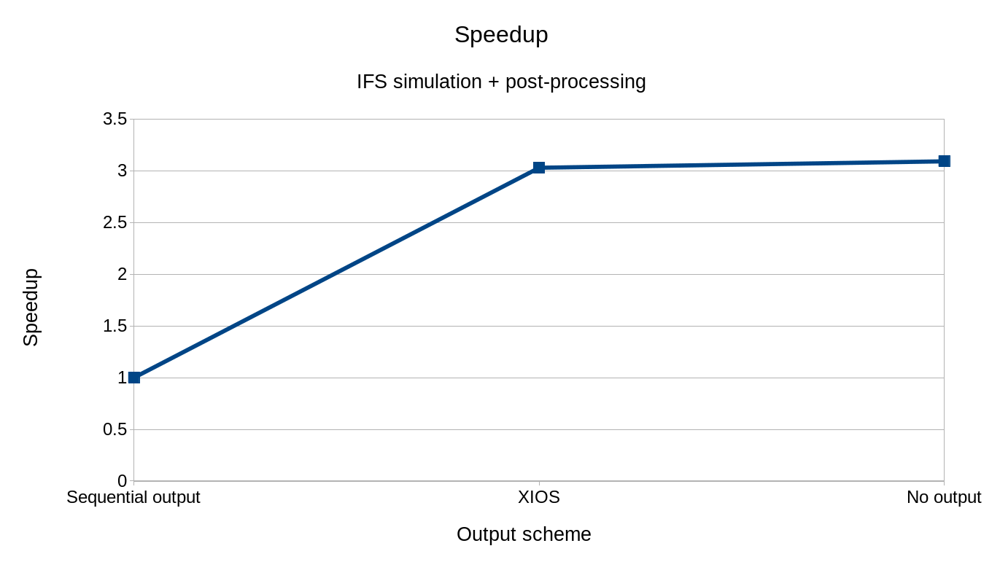 Speedup
IFS simulation + post-processing
3.5
3
2.5
2
1.5
1
0.5
0
Speedup
Sequential output
XIOS
No output
Output scheme